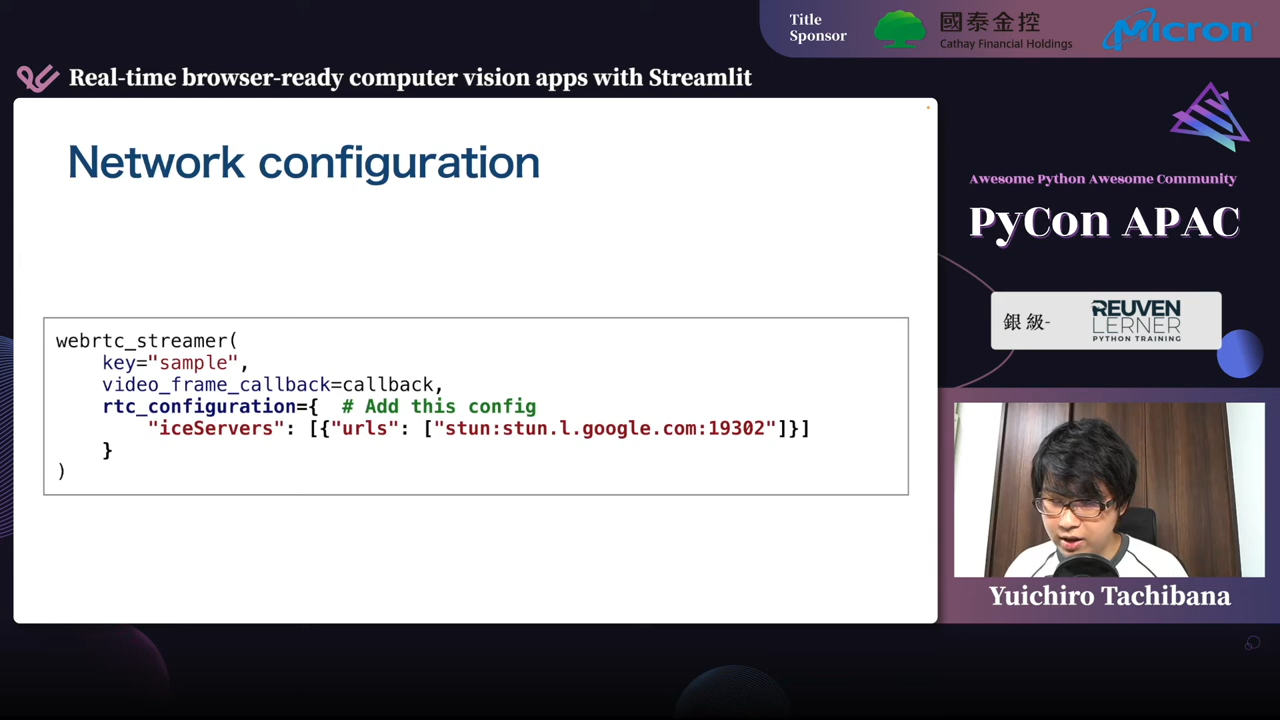 Title
Sponsor
國泰金控
Cathay Financial Holdings
Micron
Real-time browser-ready computer vision apps with Streamlit
Network configuration
webrtc_streamer(
    key="sample",
    video_frame_callback=callback,
    rtc_configuration={  # Add this config
        "iceServers": [{"urls": ["stun:stun.l.google.com:19302"]}]
    }
)
Awesome Python Awesome Community
PyCon APAC
銀級-
REUVEN
LERNER
PYTHON TRAINING
Yuichiro Tachibana